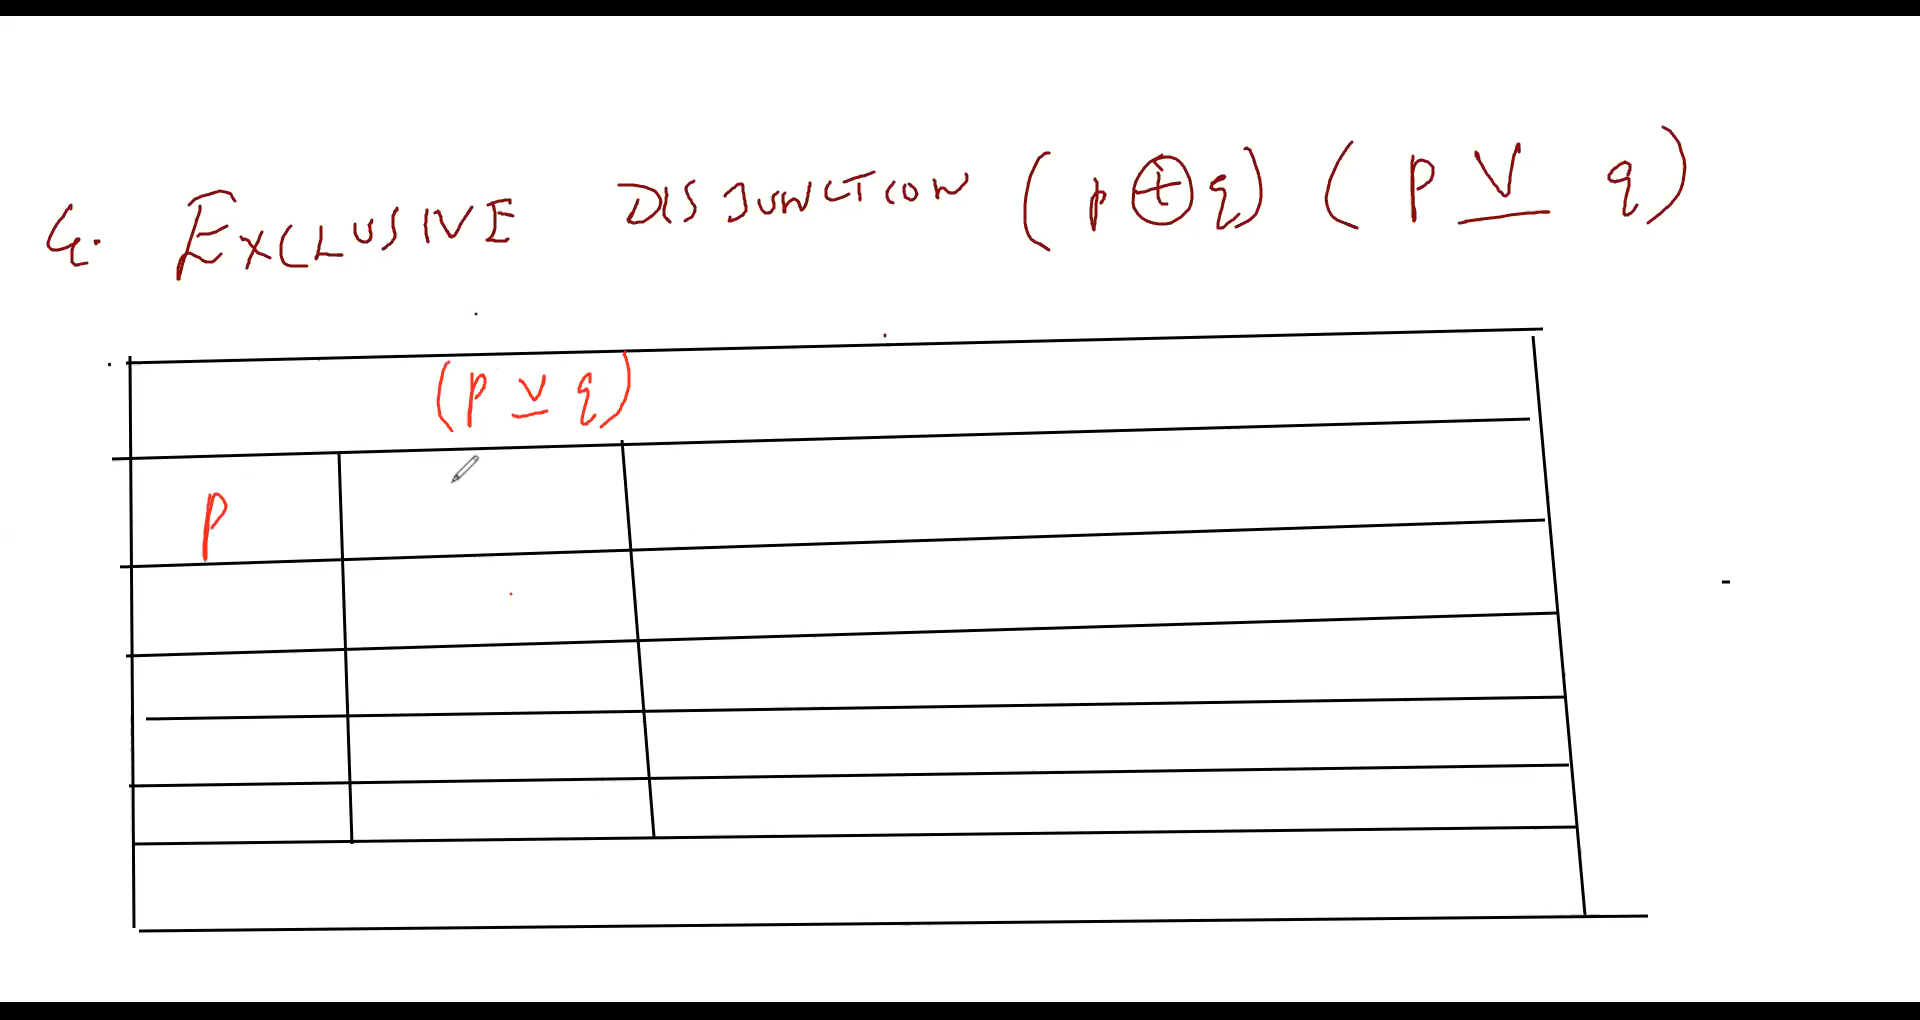 4. EXCLUSIVE DISJUNCTION (p ⊕ q) (p ⊻ q)
(p ⊻ q)
p